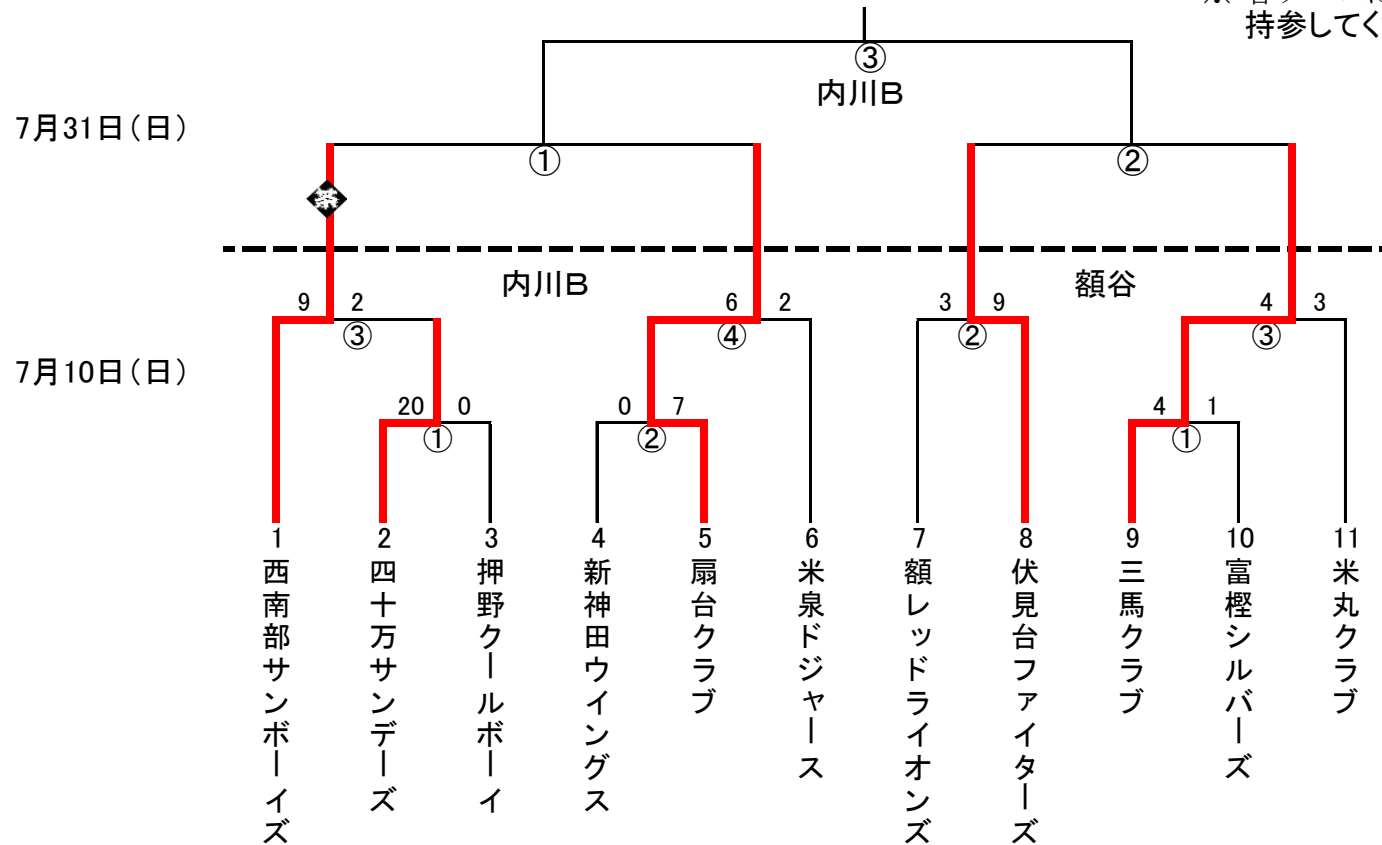 持参してく
③
内川B
7月31日(日)
① ②
茶
内川B 額谷
9 2 6 2 3 9 4 3
③ ④ ② ③
7月10日(日)
20 0 0 7 4 1
① ② ①
1 2 3 4 5 6 7 8 9 10 11
西南部サンボーイズ
四十万サンデーズ
押野クールボーイ
新神田ウイングス
扇台クラブ
米泉ドジャース
額レッドライオンズ
伏見台ファイターズ
三馬クラブ
富樫シルバーズ
米丸クラブ